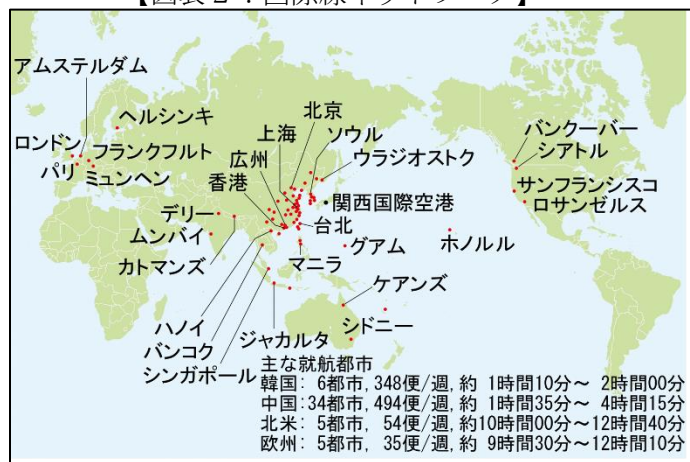 アムステルダム
ヘルシンキ
ロンドン
フランクフルト
パリ
ミュンヘン
北京
上海
ソウル
広州
ウラジオストク
香港
関西国際空港
デリー
台北
ムンバイ
グアム
ホノルル
カトマンズ
マニラ
バンクーバー
シアトル
サンフランシスコ
ロサンゼルス
ケアンズ
ハノイ
ジャカルタ
シドニー
バンコク
シンガポール
主な就航都市
韓国: 6都市,348便/週,約 1時間10分～ 2時間00分
中国:34都市,494便/週,約 1時間35分～ 4時間15分
北米: 5都市, 54便/週,約10時間00分～12時間40分
欧州: 5都市, 35便/週,約 9時間30分～12時間10分